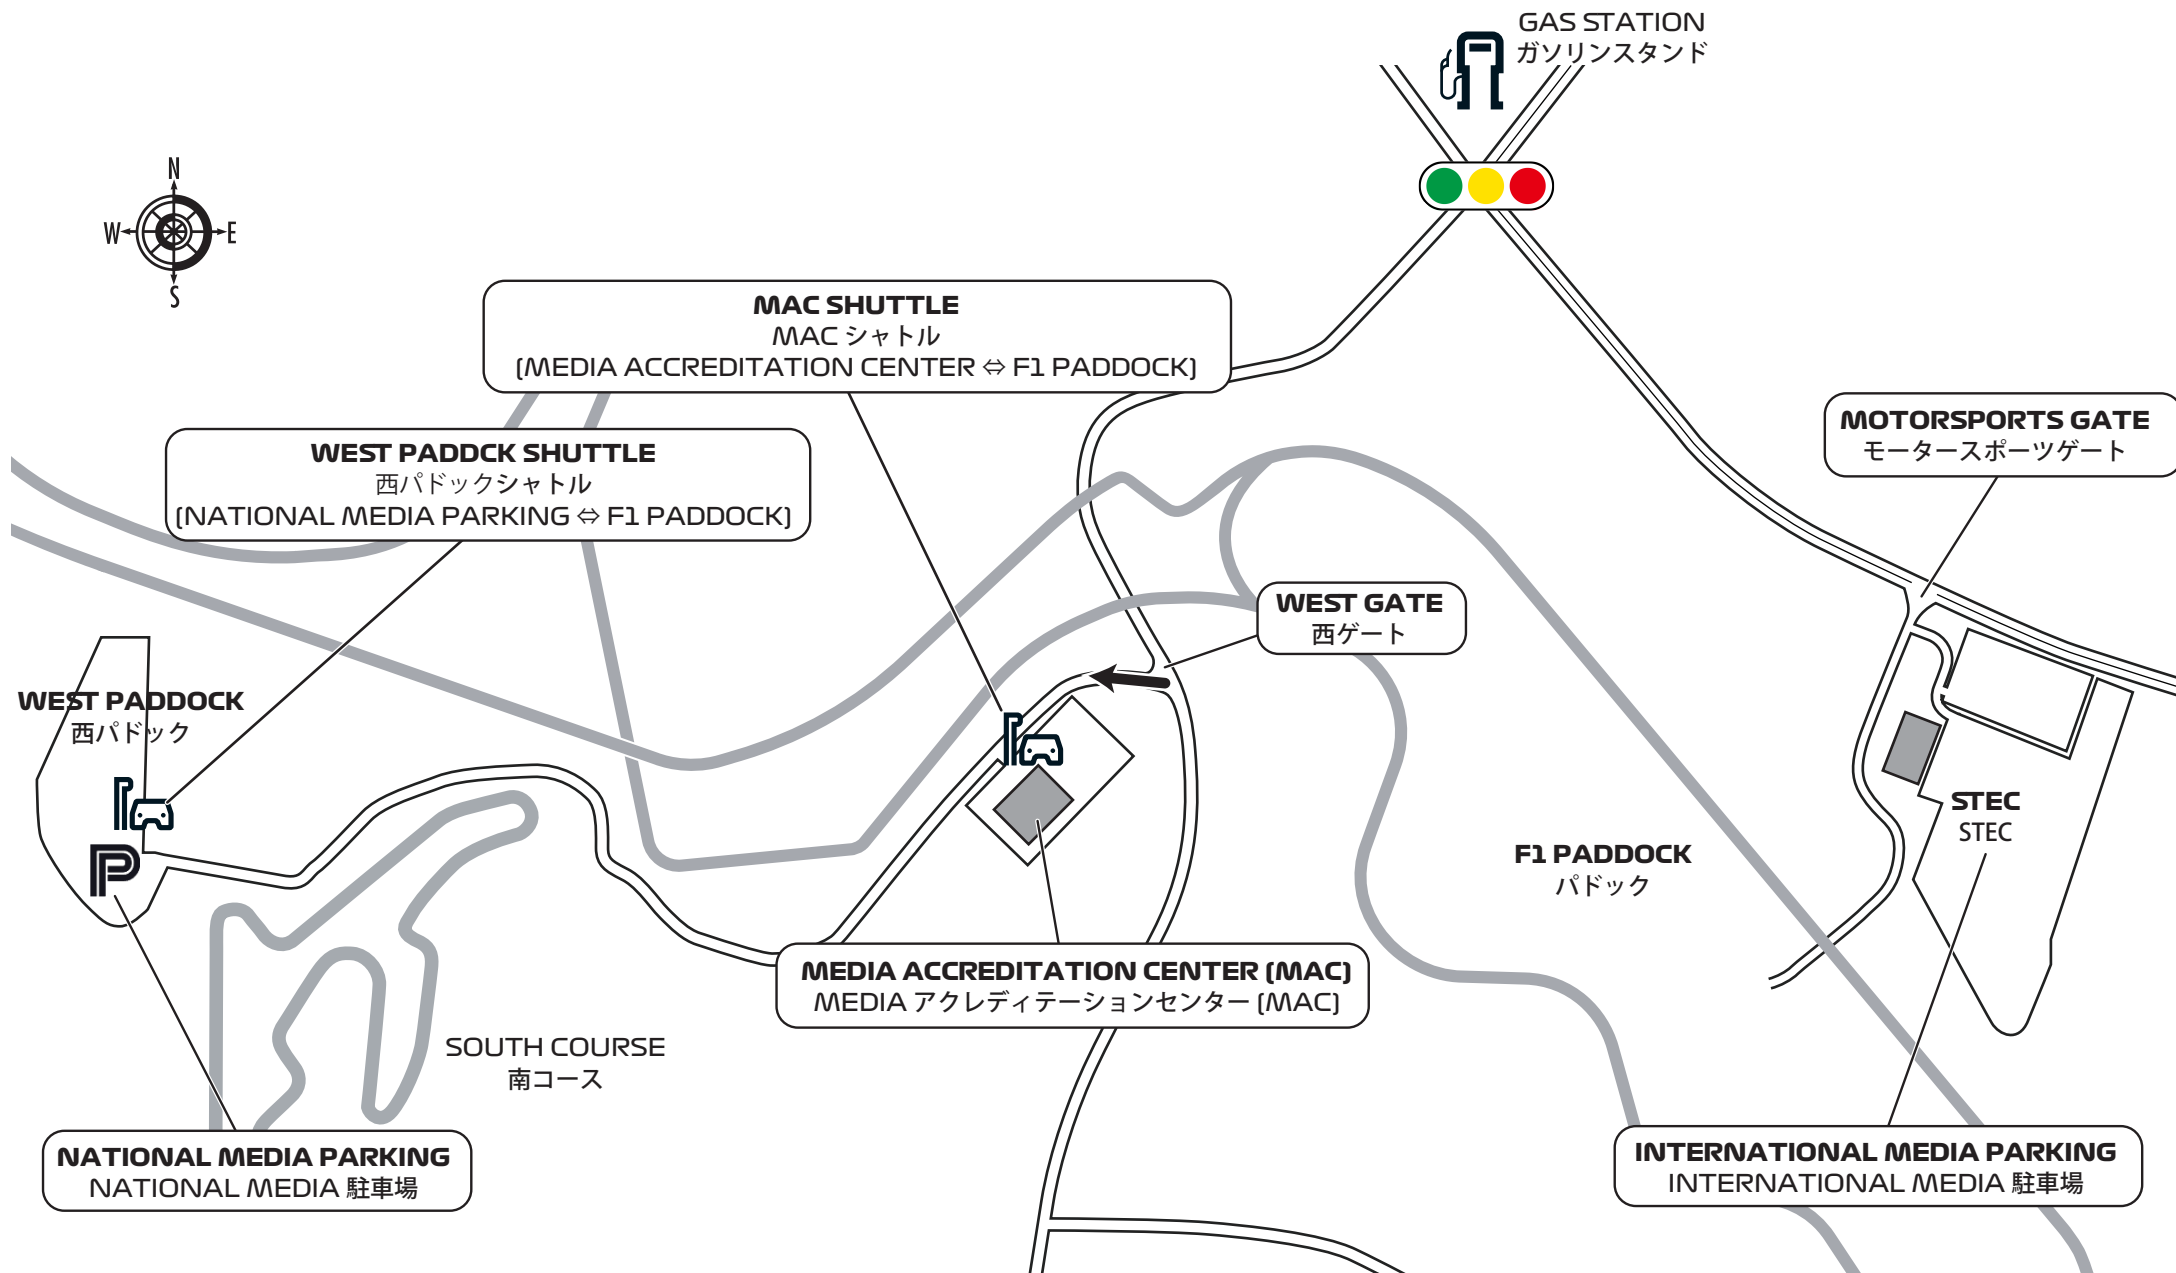 GAS STATION
ガソリンスタンド
N
W
E
S
MAC SHUTTLE
MAC シャトル
(MEDIA ACCREDITATION CENTER ⇔ F1 PADDOCK)
WEST PADDCK SHUTTLE
西パドックシャトル
(NATIONAL MEDIA PARKING ⇔ F1 PADDOCK)
MOTORSPORTS GATE
モータースポーツゲート
WEST GATE
西ゲート
WEST PADDOCK
西パドック
P
STEC
STEC
F1 PADDOCK
パドック
MEDIA ACCREDITATION CENTER (MAC)
MEDIA アクレディテーションセンター (MAC)
SOUTH COURSE
南コース
NATIONAL MEDIA PARKING
NATIONAL MEDIA 駐車場
INTERNATIONAL MEDIA PARKING
INTERNATIONAL MEDIA 駐車場